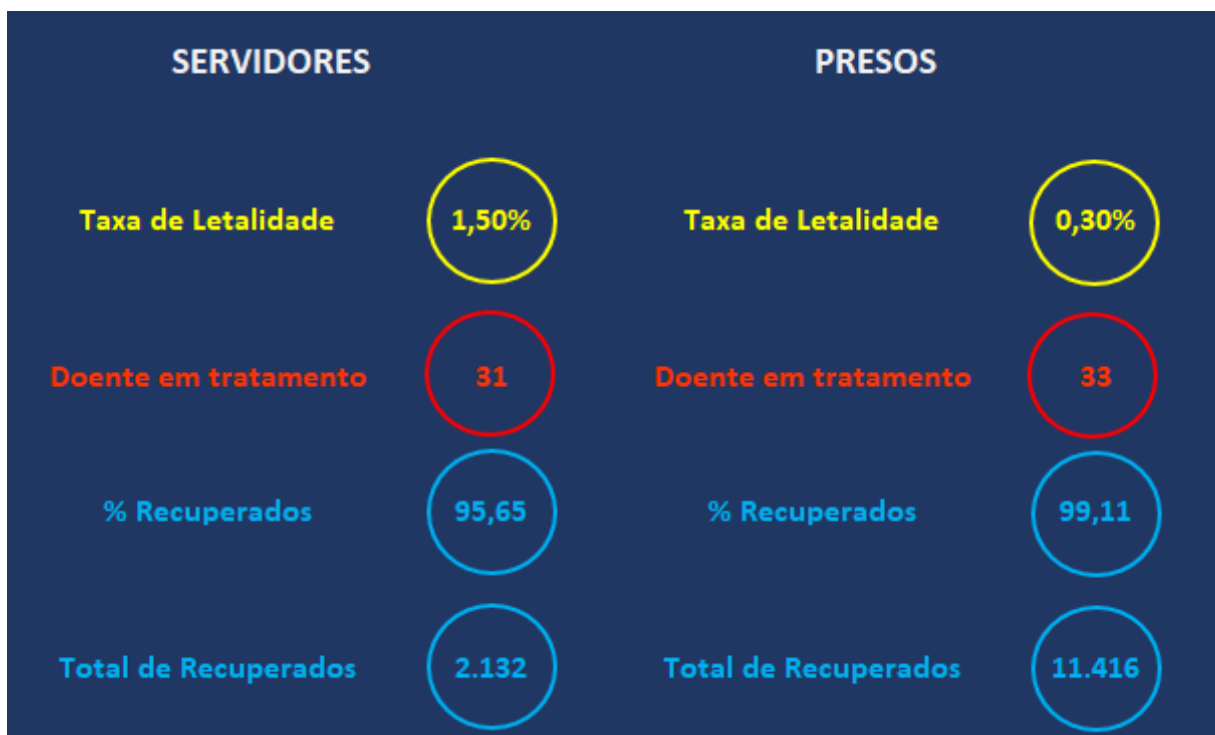 SERVIDORES
PRESOS
Taxa de Letalidade
1,50%
Taxa de Letalidade
0,30%
Doente em tratamento
31
Doente em tratamento
33
% Recuperados
95,65
% Recuperados
99,11
Total de Recuperados
2.132
Total de Recuperados
11.416